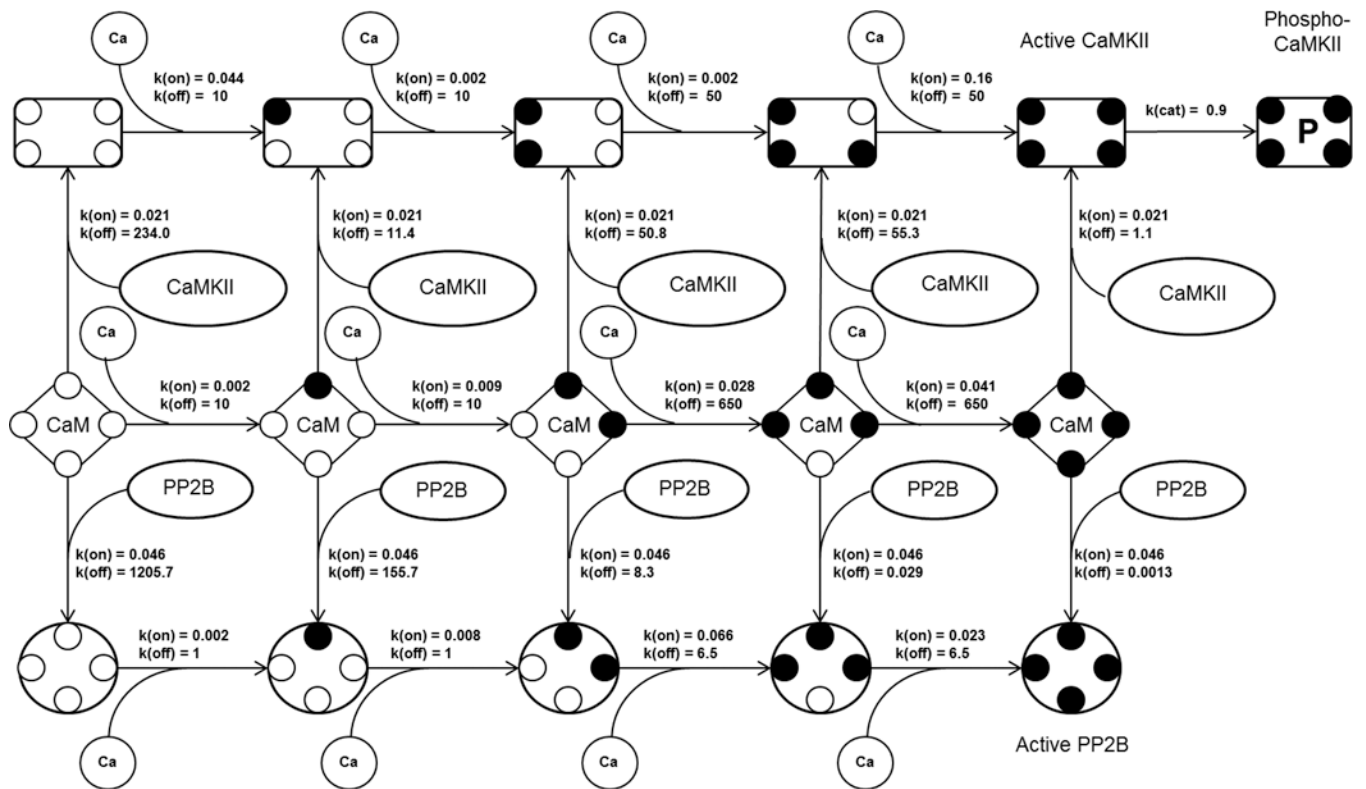 Ca
Ca
Ca
Ca
Active CaMKII
Phospho-
CaMKII
k(on) = 0.044
k(off) = 10
k(on) = 0.002
k(off) = 10
k(on) = 0.002
k(off) = 50
k(on) = 0.16
k(off) = 50
k(cat) = 0.9
P
k(on) = 0.021
k(off) = 234.0
k(on) = 0.021
k(off) = 11.4
k(on) = 0.021
k(off) = 50.8
k(on) = 0.021
k(off) = 55.3
k(on) = 0.021
k(off) = 1.1
CaMKII
CaMKII
CaMKII
CaMKII
CaMKII
Ca
Ca
Ca
Ca
k(on) = 0.002
k(off) = 10
k(on) = 0.009
k(off) = 10
k(on) = 0.028
k(off) = 650
k(on) = 0.041
k(off) = 650
CaM
CaM
CaM
CaM
CaM
PP2B
PP2B
PP2B
PP2B
PP2B
k(on) = 0.046
k(off) = 1205.7
k(on) = 0.046
k(off) = 155.7
k(on) = 0.046
k(off) = 8.3
k(on) = 0.046
k(off) = 0.029
k(on) = 0.046
k(off) = 0.0013
k(on) = 0.002
k(off) = 1
k(on) = 0.008
k(off) = 1
k(on) = 0.066
k(off) = 6.5
k(on) = 0.023
k(off) = 6.5
Ca
Ca
Ca
Ca
Active PP2B